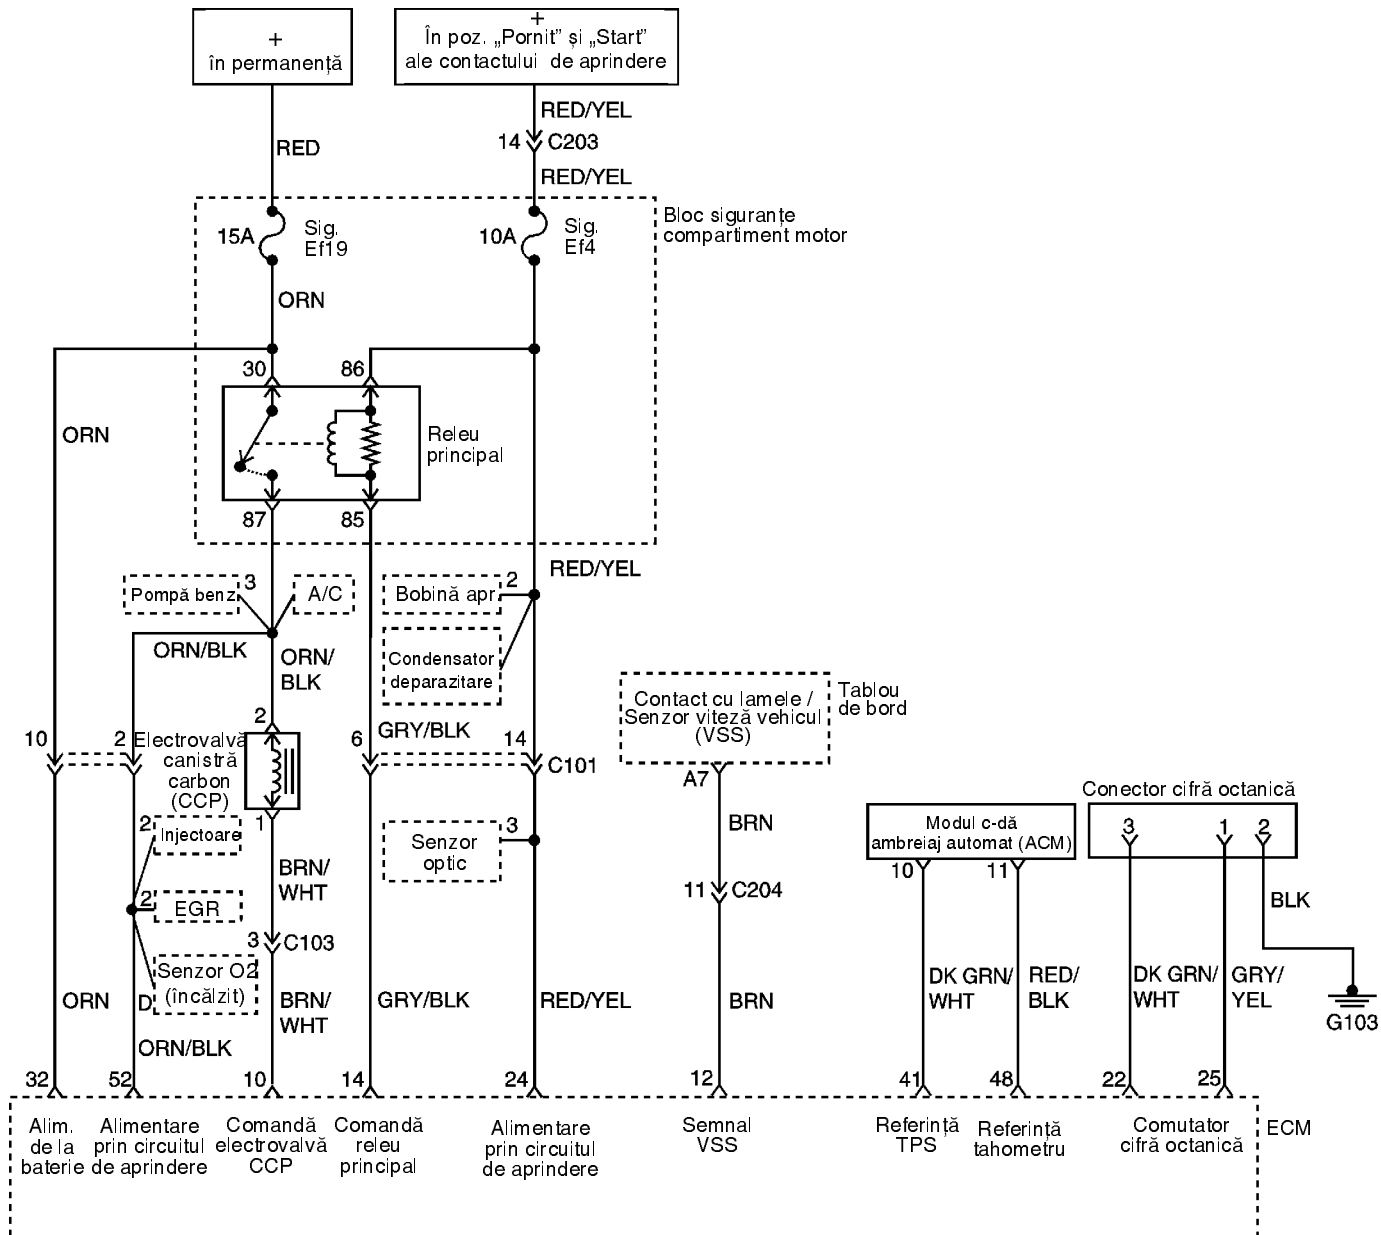 +
în permanență
+
În poz. „Pornit” și „Start”
ale contactului de aprindere
RED/YEL
14
C203
RED
RED/YEL
Bloc siguranțe
compartiment motor
15A
Sig.
Ef19
10A
Sig.
Ef4
ORN
30
86
ORN
Releu
principal
87
85
RED/YEL
Pompă benz
3
A/C
Bobină apr
2
ORN/BLK
ORN/
BLK
Condensator
deparazitare
Contact cu lamele /
Senzor viteză vehicul
(VSS)
Tablou
de bord
2
GRY/BLK
10
2
Electrovalvă
canistră
carbon
(CCP)
6
14
C101
A7
Conector cifră octanică
1
2
Injectoare
3
Senzor
optic
BRN
Modul c-dă
ambreiaj automat (ACM)
3
1
2
BRN/
WHT
10
11
2
EGR
11
C204
BLK
3
C103
Senzor O2
(încălzit)
D
ORN
BRN/
WHT
GRY/BLK
RED/YEL
BRN
DK GRN/
WHT
RED/
BLK
DK GRN/
WHT
GRY/
YEL
G103
ORN/BLK
32
52
10
14
24
12
41
48
22
25
Alim.
de la
baterie
Alimentare
prin circuitul
de aprindere
Comandă
electrovalvă
CCP
Comandă
releu
principal
Alimentare
prin circuitul
de aprindere
Semnal
VSS
Referință
TPS
Referință
tahometru
Comutator
cifră octanică
ECM